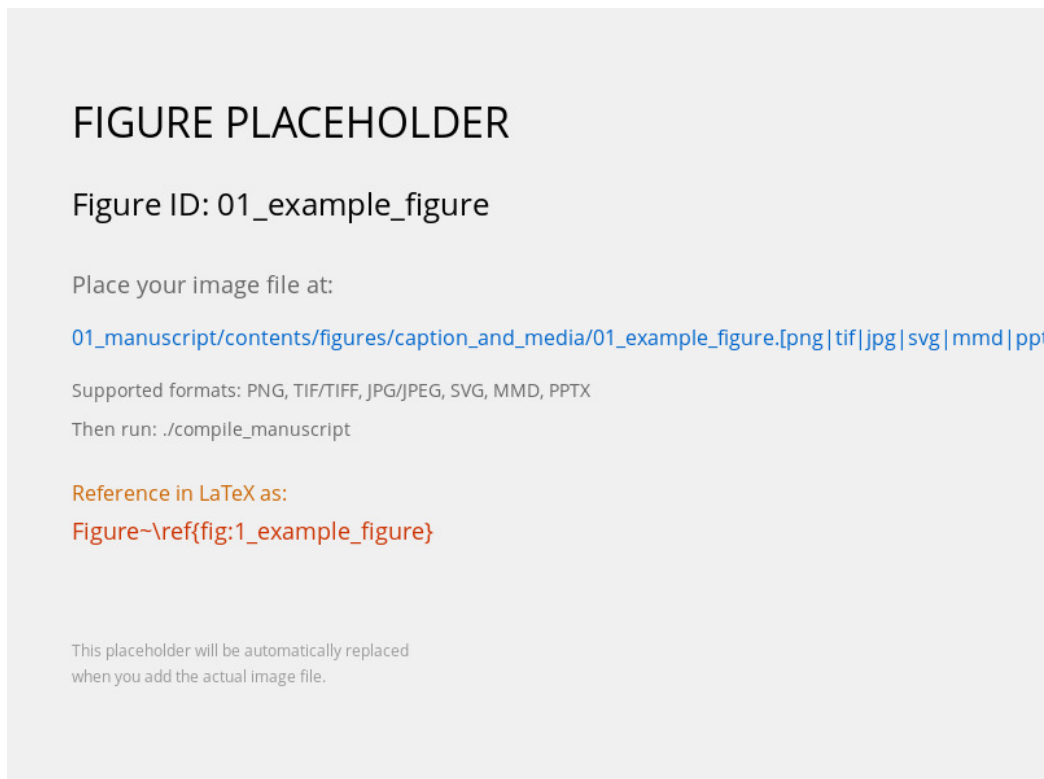 FIGURE PLACEHOLDER
Figure ID: 01_example_figure
Place your image file at:
01_manuscript/contents/figures/caption_and_media/01_example_figure.[png|tif|jpg|svg|mmd|ppt
Supported formats: PNG, TIF/TIFF, JPG/JPEG, SVG, MMD, PPTX
Then run: ./compile_manuscript
Reference in LaTeX as:
Figure~\ref{fig:1_example_figure}
This placeholder will be automatically replaced
when you add the actual image file.